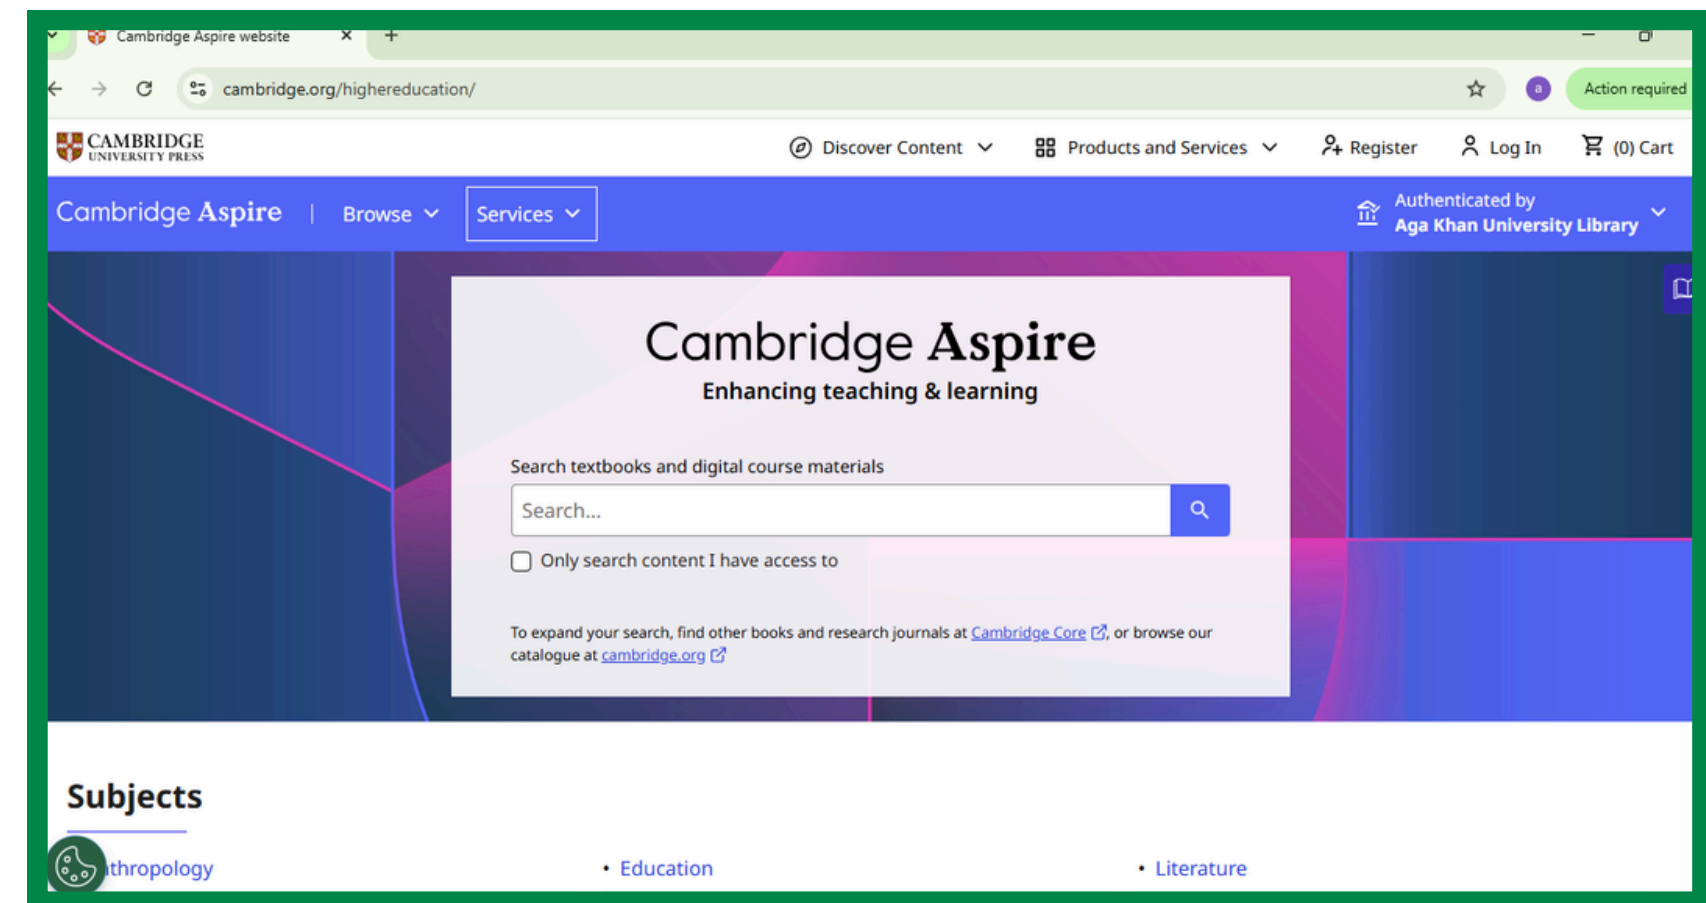 Cambridge Aspire website
cambridge.org/highereducation/
a
Action required
CAMBRIDGE
UNIVERSITY PRESS
Discover Content
Products and Services
Register
Log In
(0) Cart
Cambridge Aspire | Browse
Services
Authenticated by
Aga Khan University Library
Cambridge Aspire
Enhancing teaching & learning
Search textbooks and digital course materials
Search...
Only search content I have access to
To expand your search, find other books and research journals at Cambridge Core, or browse our
catalogue at cambridge.org
Subjects
thropology
• Education
• Literature